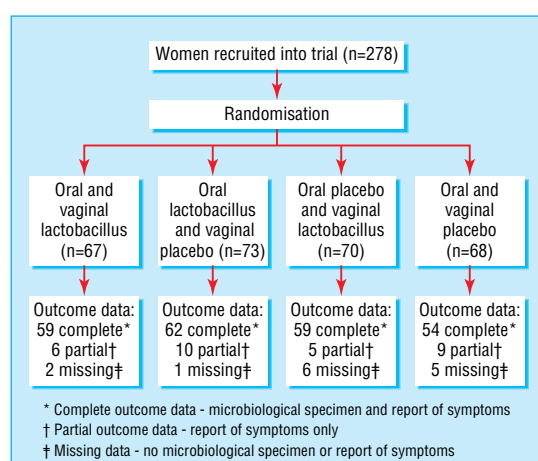 Women recruited into trial (n=278)
Randomisation
Oral and
vaginal
lactobacillus
(n=67)
Oral
lactobacillus
and vaginal
placebo (n=73)
Oral placebo
and vaginal
lactobacillus
(n=70)
Oral and
vaginal
placebo
(n=68)
Outcome data:
59 complete*
6 partial†
2 missing‡
Outcome data:
62 complete*
10 partial†
1 missing‡
Outcome data:
59 complete*
5 partial†
6 missing‡
Outcome data:
54 complete*
9 partial†
5 missing‡
* Complete outcome data - microbiological specimen and report of symptoms
† Partial outcome data - report of symptoms only
‡ Missing data - no microbiological specimen or report of symptoms